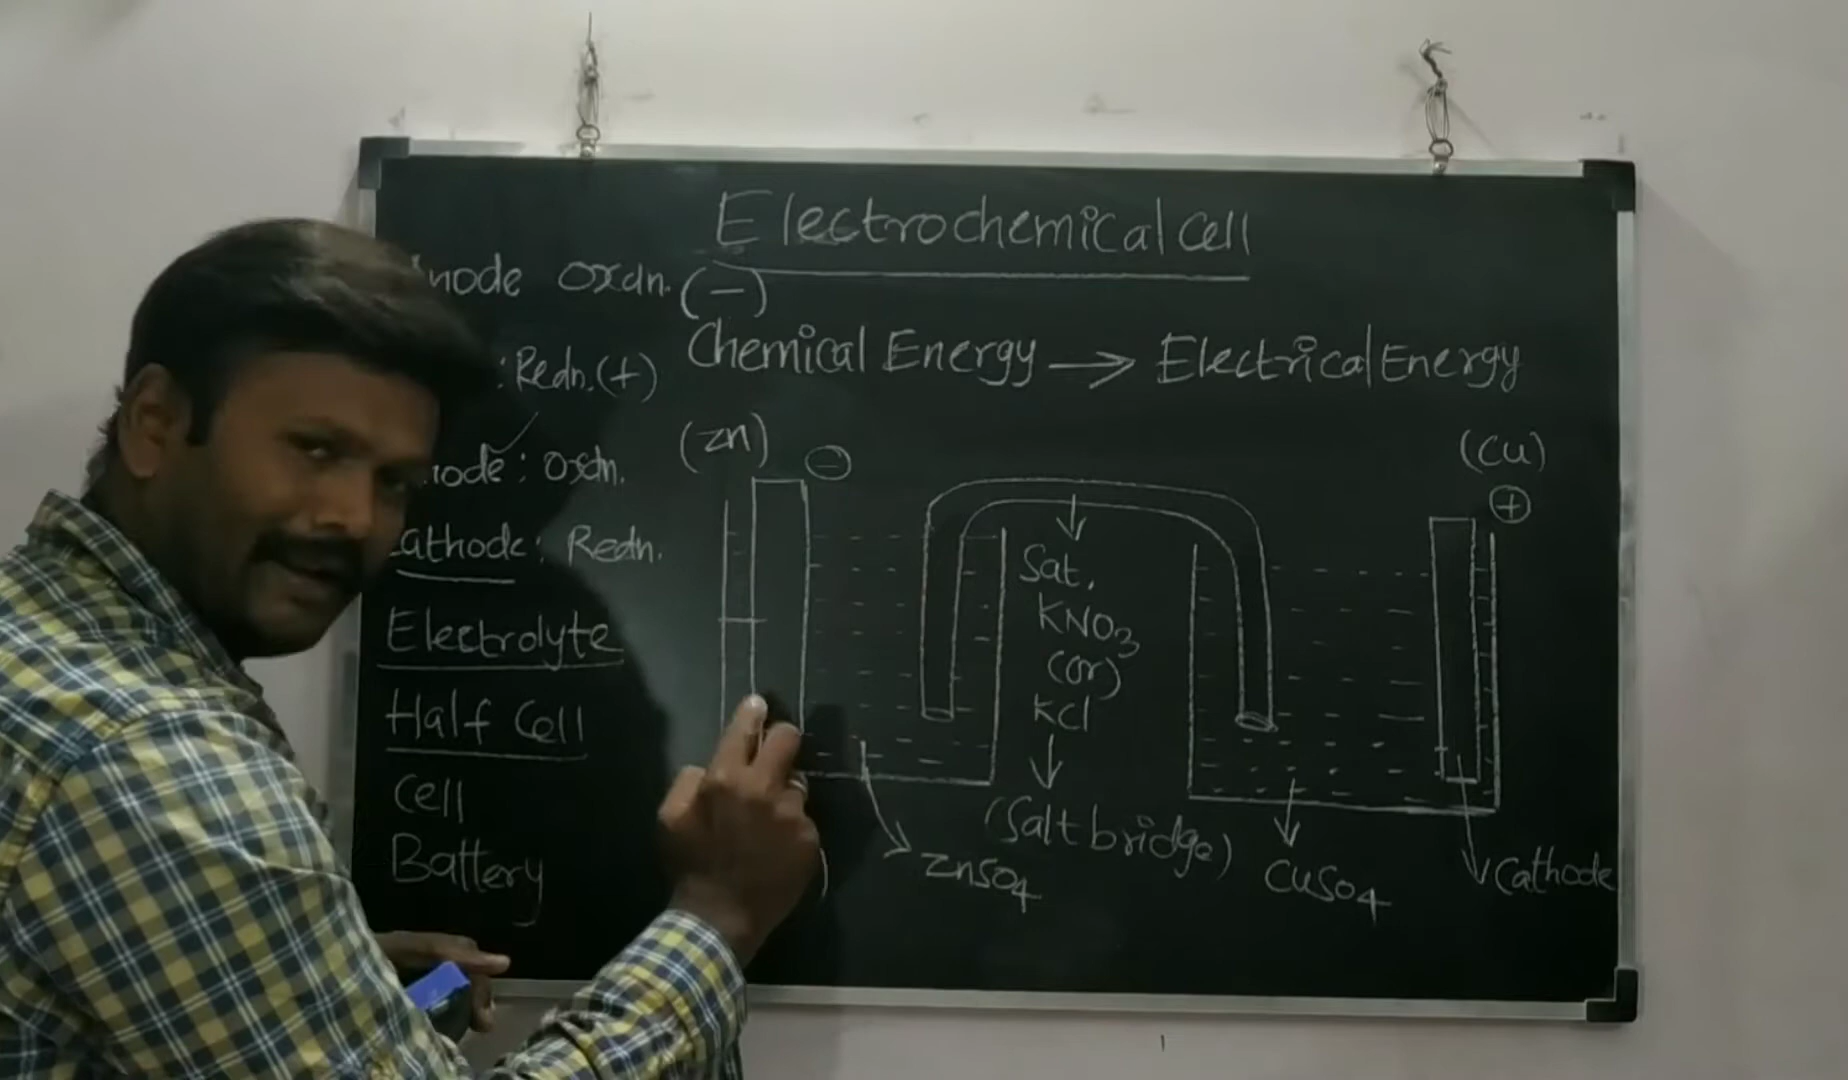 Electrochemical Cell
node oxdn. (-)
Chemical Energy → Electrical Energy
: Redn. (+)
(Zn)
-
(Cu)
+
node: oxdn.
Cathode: Redn.
Electrolyte
Half Cell
Cell
Battery
Sat.
KNO3
(or)
KCl
(Salt bridge)
ZnSO4
CuSO4
Cathode